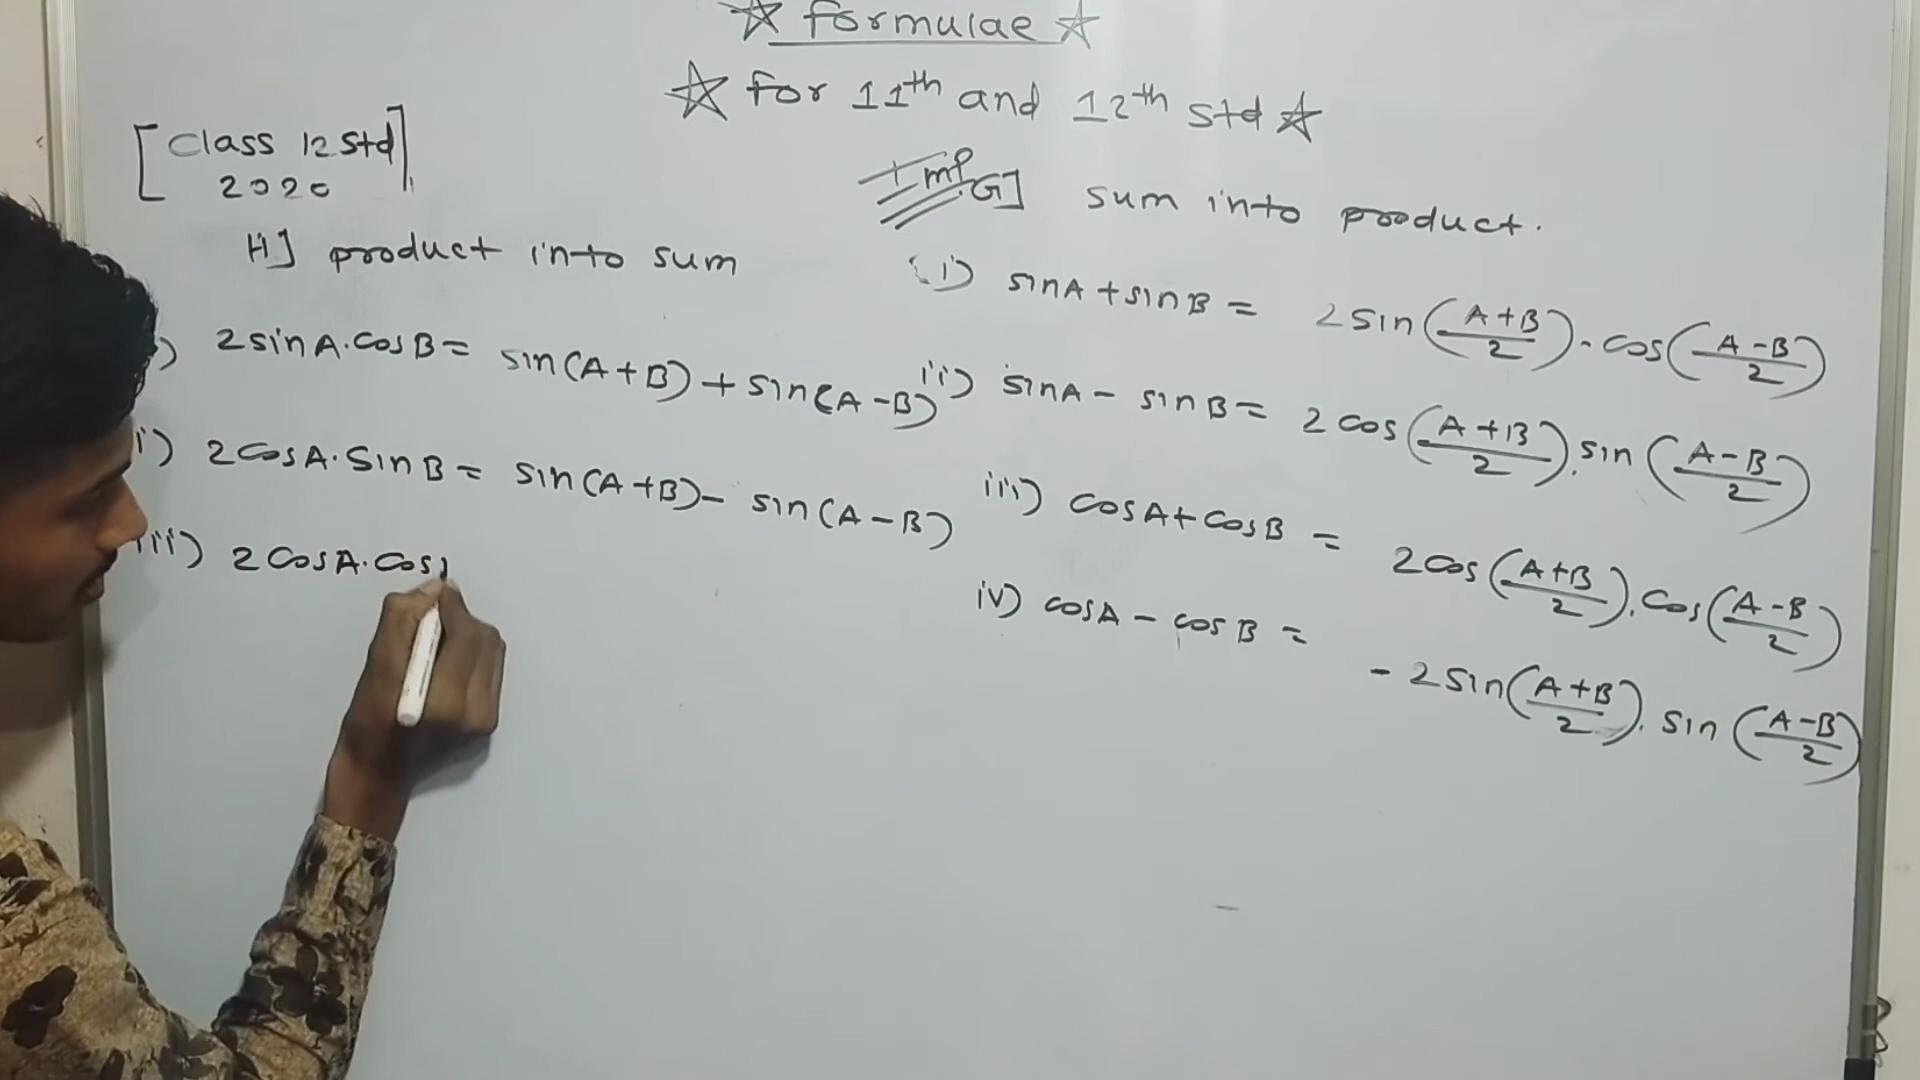 ☆ Formulae ☆
☆ For 11th and 12th std ☆
[Class 12 std]
2020
H] product into sum
) 2sinA.cosB = sin(A+B) + sin(A-B)
i) 2cosA.sinB = sin(A+B) - sin(A-B)
iii) 2cosA.cos
Imp. G] sum into product.
(i) sinA + sinB = 2sin((A+B)/2) . cos((A-B)/2)
ii) sinA - sinB = 2cos((A+B)/2) . sin((A-B)/2)
iii) cosA + cosB = 2cos((A+B)/2) . cos((A-B)/2)
iv) cosA - cosB =
-2sin((A+B)/2) . sin((A-B)/2)